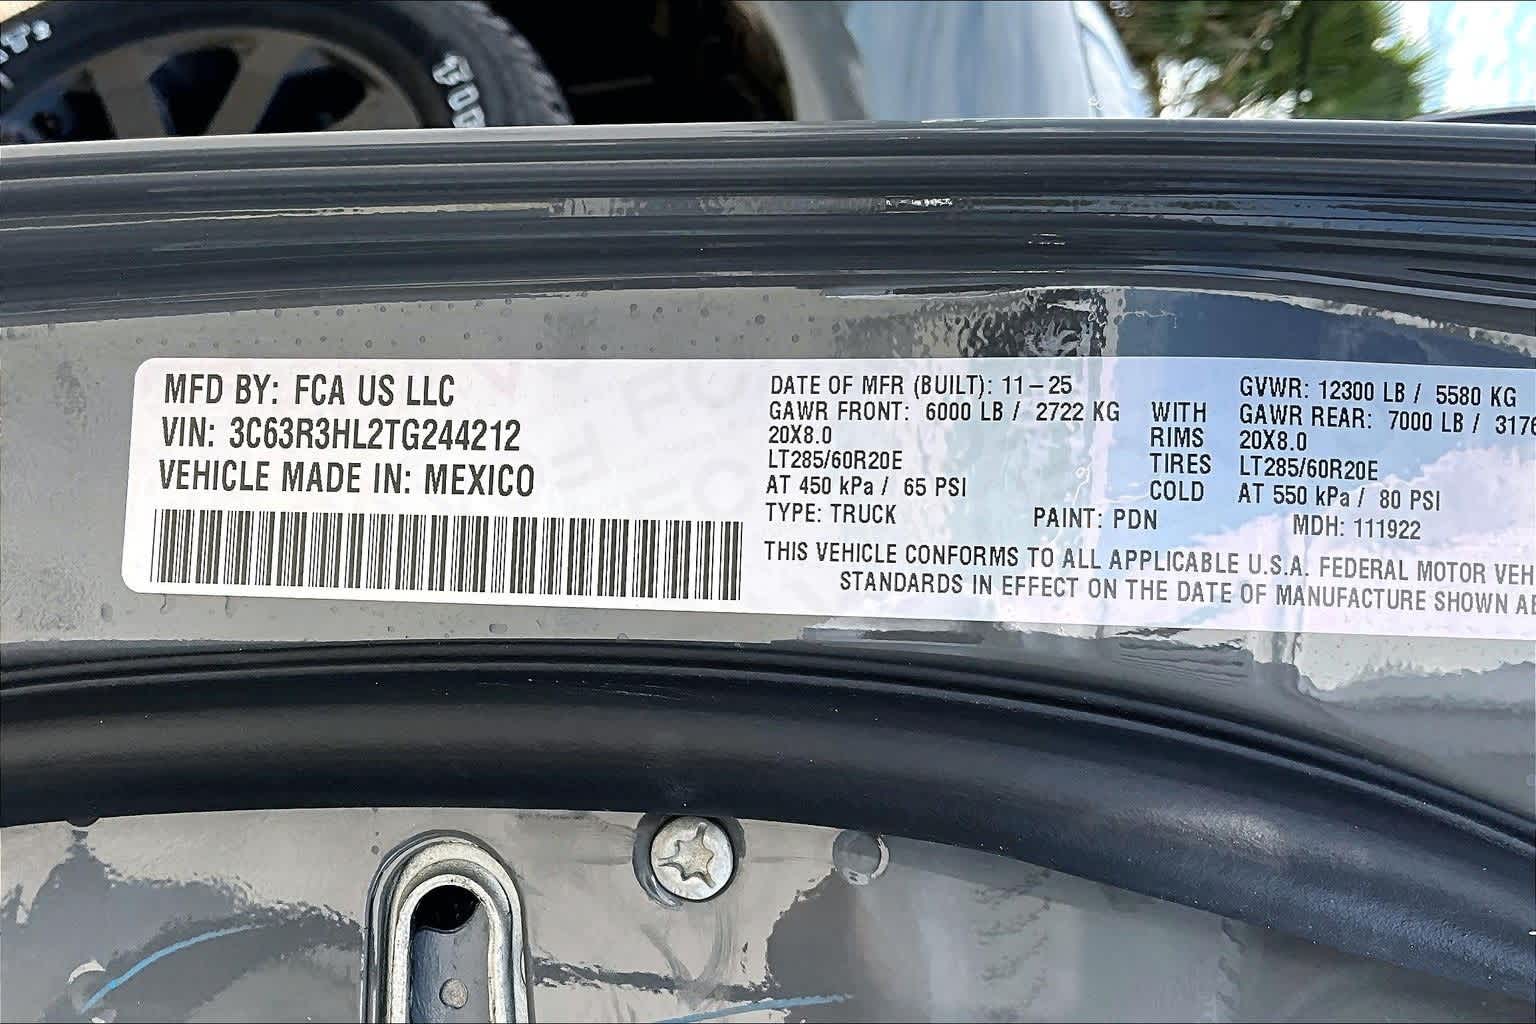 MFD BY: FCA US LLC
VIN: 3C63R3HL2TG244212
VEHICLE MADE IN: MEXICO
DATE OF MFR (BUILT): 11-25 GVWR: 12300 LB / 5580 KG
GAWR FRONT: 6000 LB / 2722 KG WITH GAWR REAR: 7000 LB / 3176
20X8.0 RIMS 20X8.0
LT285/60R20E TIRES LT285/60R20E
AT 450 kPa / 65 PSI COLD AT 550 kPa / 80 PSI
TYPE: TRUCK PAINT: PDN MDH: 111922
THIS VEHICLE CONFORMS TO ALL APPLICABLE U.S.A. FEDERAL MOTOR VEH
STANDARDS IN EFFECT ON THE DATE OF MANUFACTURE SHOWN AB